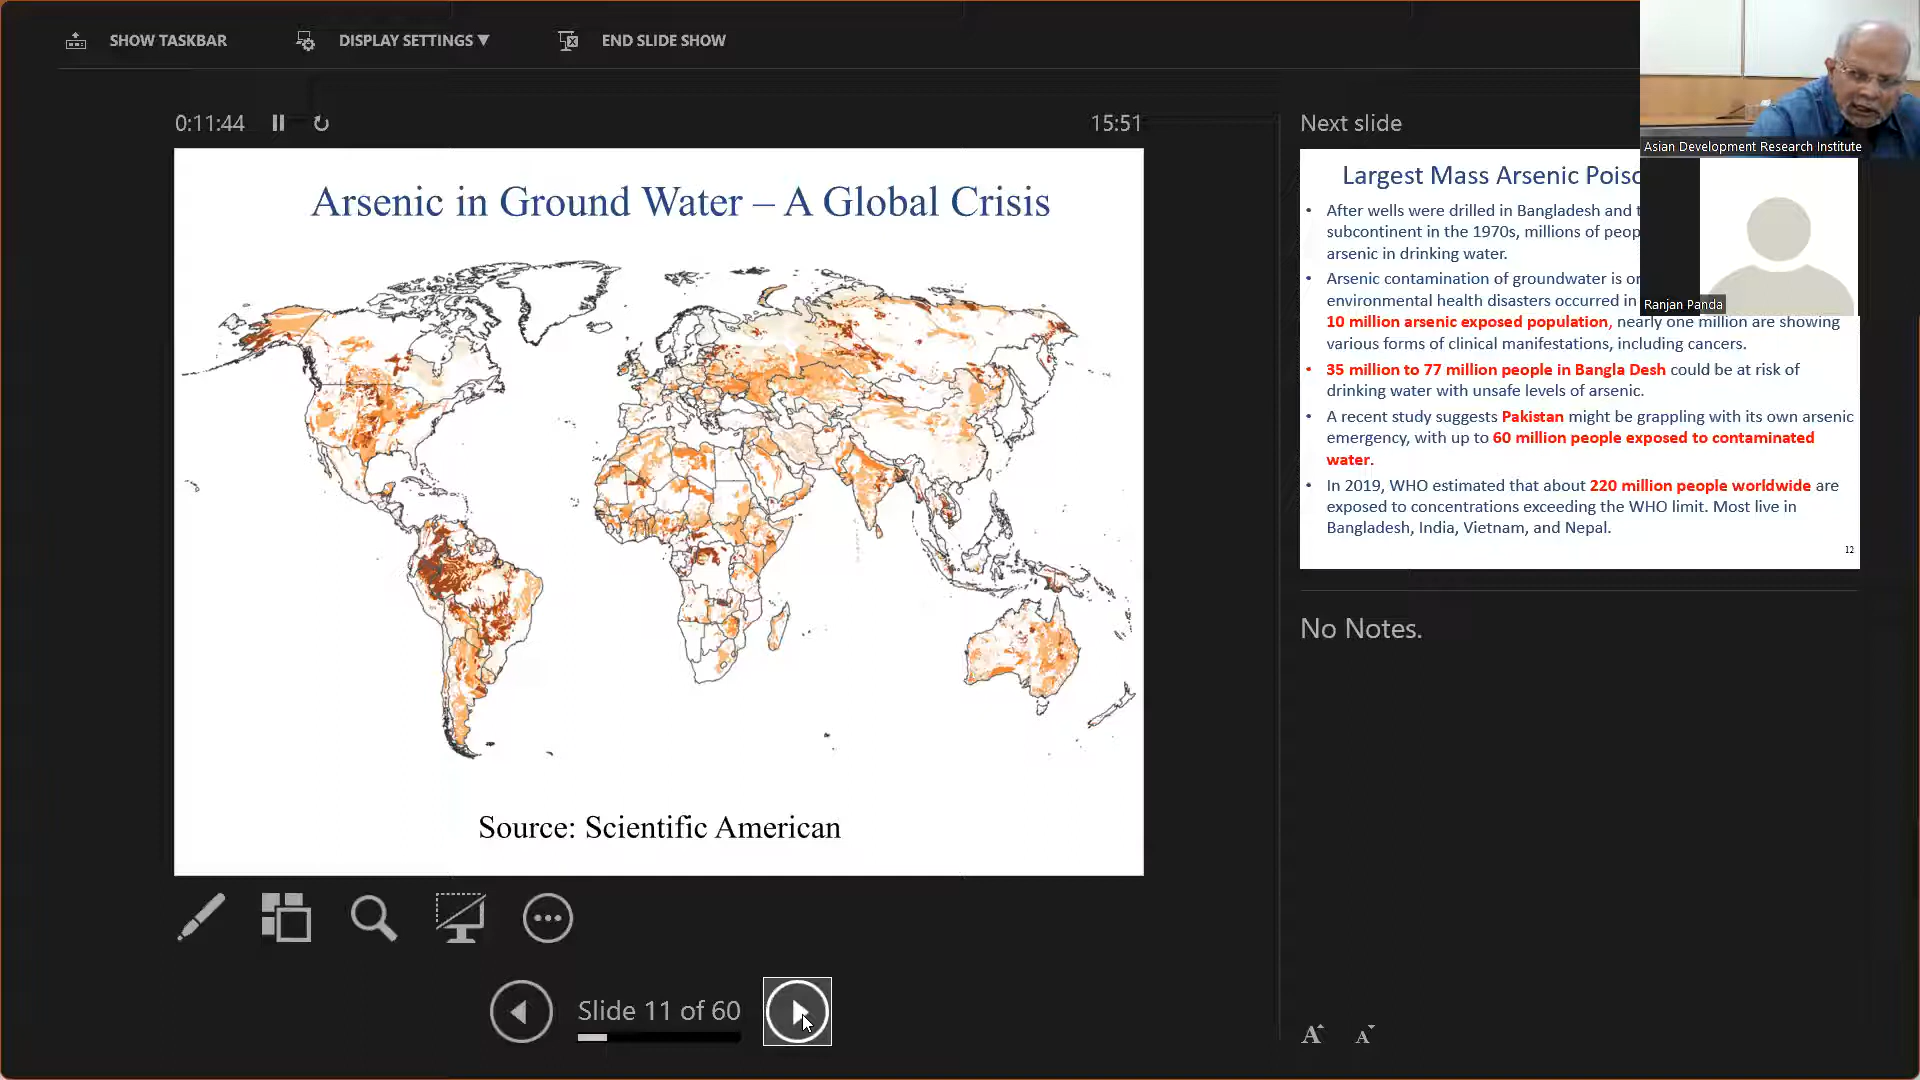 SHOW TASKBAR
DISPLAY SETTINGS ▼
END SLIDE SHOW
0:11:44
15:51
Next slide
Arsenic in Ground Water – A Global Crisis
Source: Scientific American
Slide 11 of 60
Largest Mass Arsenic
• After wells were drilled in Bangladesh and
subcontinent in the 1970s, millions of
arsenic in drinking water.
• Arsenic contamination of groundwater is
environmental health disasters occurred in
10 million arsenic exposed population, nearly one million are showing
various forms of clinical manifestations, including cancers.
• 35 million to 77 million people in Bangla Desh could be at risk of
drinking water with unsafe levels of arsenic.
• A recent study suggests Pakistan might be grappling with its own arsenic
emergency, with up to 60 million people exposed to contaminated
water.
• In 2019, WHO estimated that about 220 million people worldwide are
exposed to concentrations exceeding the WHO limit. Most live in
Bangladesh, India, Vietnam, and Nepal.
12
No Notes.
A A
Asian Development Research Institute
Ranjan Panda